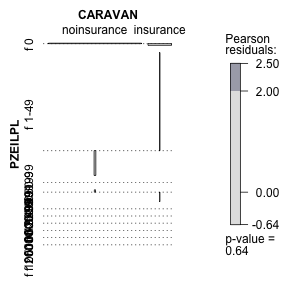 CARAVAN
noinsurance insurance
PZEILPL
f 0
f 1-49
Pearson
residuals:
2.50
2.00
0.00
-0.64
p-value =
0.64